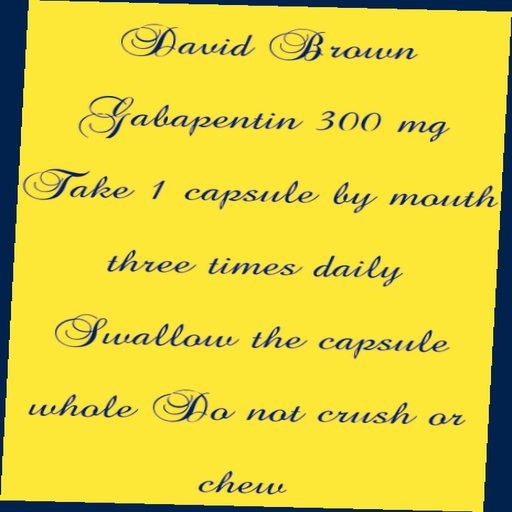 David Brown
Gabapentin 300 mg
Take 1 capsule by mouth
three times daily
Swallow the capsule
whole Do not crush or
chew